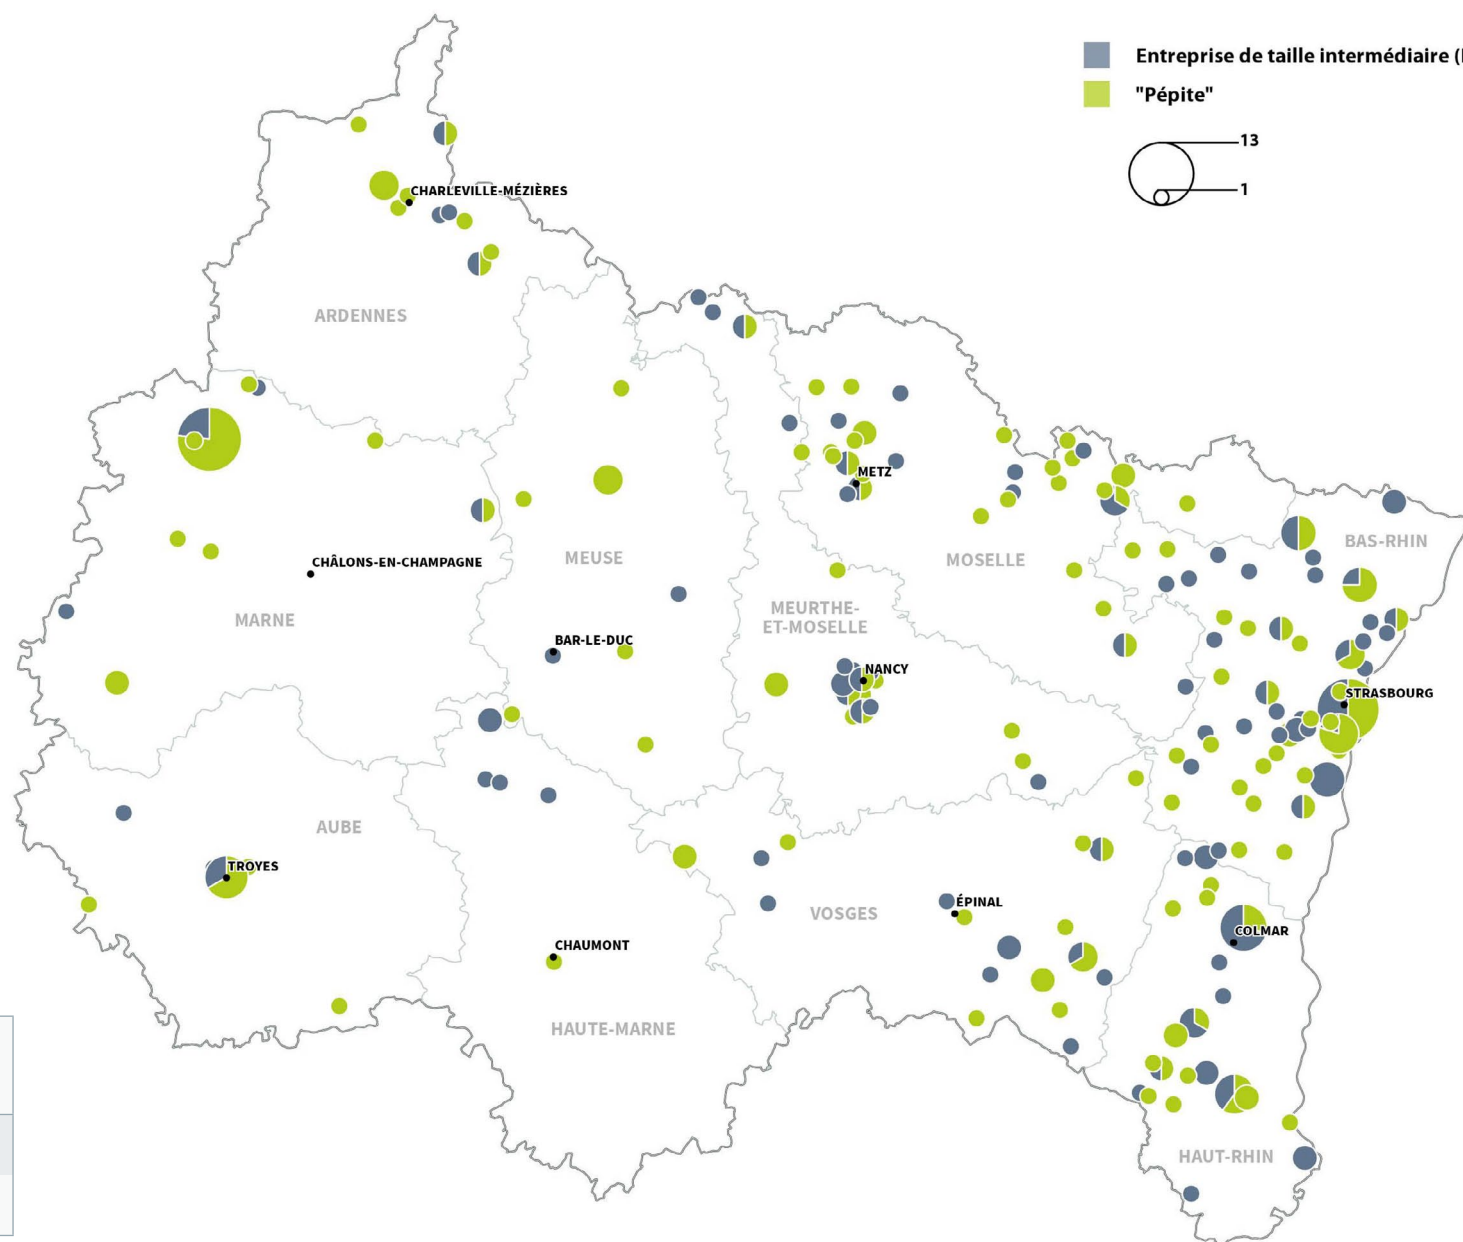 Entreprise de taille intermédiaire (
"Pépite"
13
1
CHARLEVILLE-MÉZIÈRES
ARDENNES
METZ
BAS-RHIN
MEUSE
MOSELLE
CHÂLONS-EN-CHAMPAGNE
MARNE
MEURTHE-
ET-MOSELLE
BAR-LE-DUC
NANCY
STRASBOURG
AUBE
TROYES
VOSGES
ÉPINAL
COLMAR
CHAUMONT
HAUTE-MARNE
HAUT-RHIN